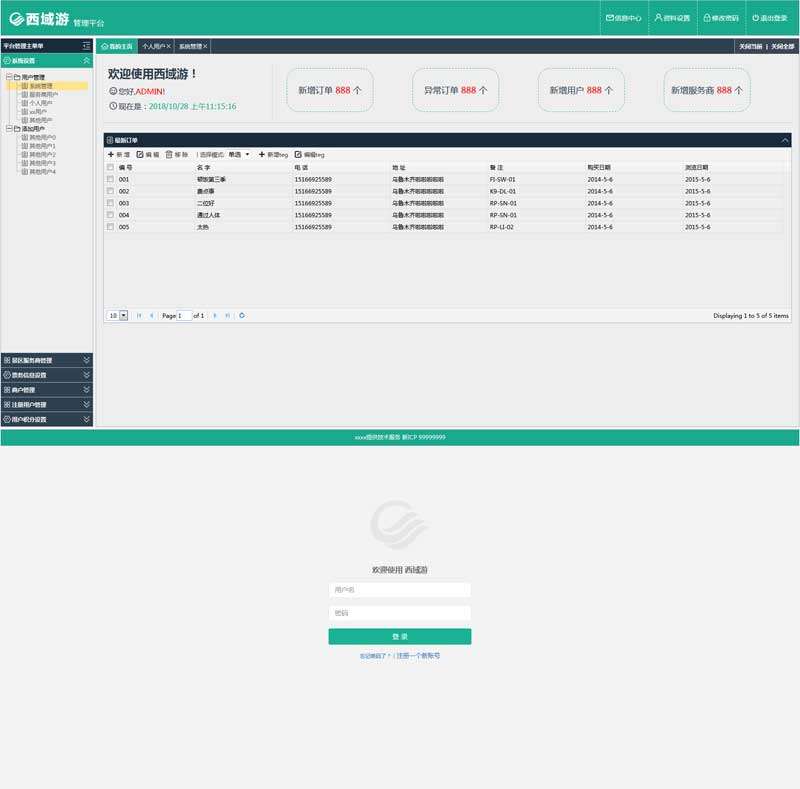 西域游 管理平台
信息中心 资料设置 修改密码 退出登录
平台管理主菜单
我的主页 个人用户× 系统管理×
关闭当前 | 关闭全部
系统设置
用户管理
系统管理
服务商用户
个人用户
xx用户
其他用户
添加用户
其他用户0
其他用户1
其他用户2
其他用户3
其他用户4
景区服务商管理
票务信息设置
商户管理
注册用户管理
用户积分设置
欢迎使用西域游！
您好,ADMIN!
现在是：2018/10/28 上午11:15:16
新增订单 888 个
异常订单 888 个
新增用户 888 个
新增服务商 888 个
最新订单
新增 编辑 移除 | 选择模式: 单选 新增teg 编辑teg
编号 名字 电话 地址 备注 购买日期 浏览日期
001 顿饭第三季 15166925589 乌鲁木齐啦啦啦啦啦 FI-SW-01 2014-5-6 2015-5-6
002 鑫点事 15166925589 乌鲁木齐啦啦啦啦啦 K9-DL-01 2014-5-6 2015-5-6
003 二位好 15166925589 乌鲁木齐啦啦啦啦啦 RP-SN-01 2014-5-6 2015-5-6
004 通过人体 15166925589 乌鲁木齐啦啦啦啦啦 RP-SN-01 2014-5-6 2015-5-6
005 太热 15166925589 乌鲁木齐啦啦啦啦啦 RP-LI-02 2014-5-6 2015-5-6
10 Page 1 of 1
Displaying 1 to 5 of 5 items
xxxx提供技术服务 新ICP 99999999
欢迎使用 西域游
用户名
密码
登 录
忘记密码了？ | 注册一个新账号